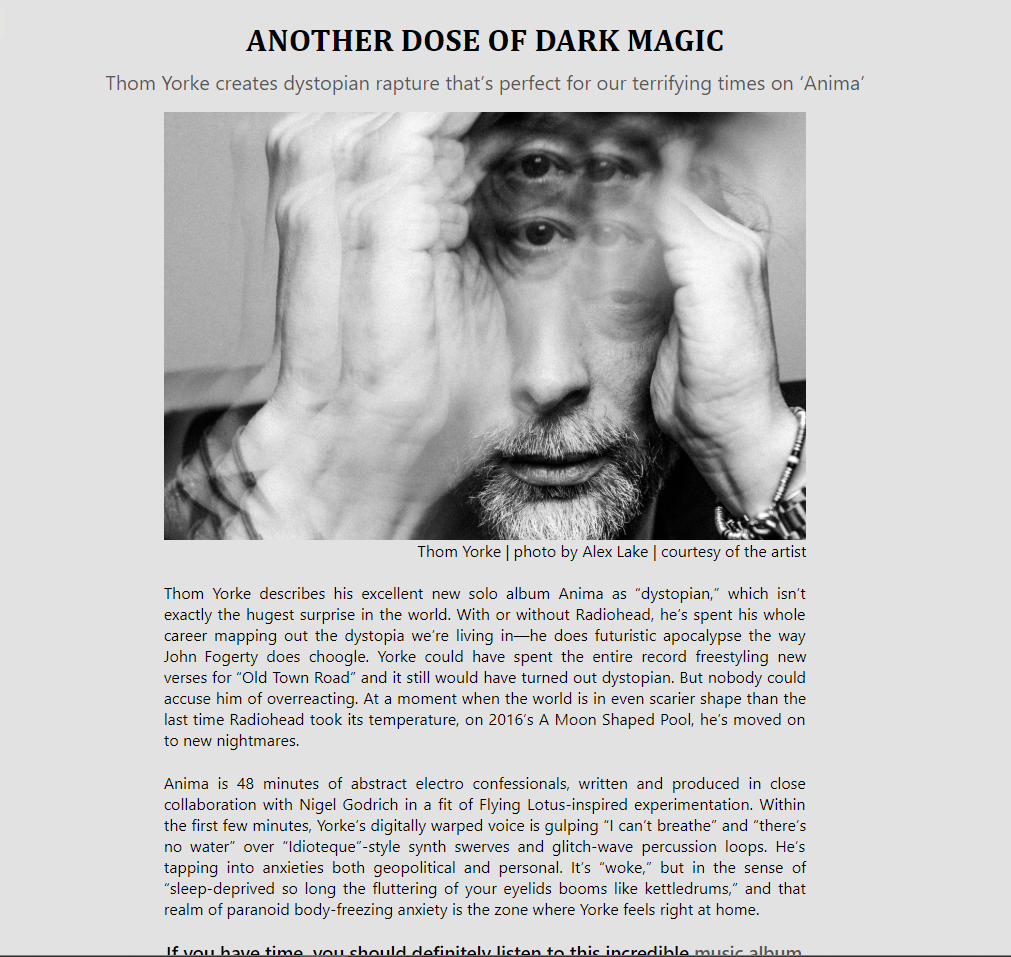 ANOTHER DOSE OF DARK MAGIC
Thom Yorke creates dystopian rapture that’s perfect for our terrifying times on ‘Anima’
Thom Yorke | photo by Alex Lake | courtesy of the artist
Thom Yorke describes his excellent new solo album Anima as “dystopian,” which isn’t
exactly the hugest surprise in the world. With or without Radiohead, he’s spent his whole
career mapping out the dystopia we’re living in—he does futuristic apocalypse the way
John Fogerty does choogle. Yorke could have spent the entire record freestyling new
verses for “Old Town Road” and it still would have turned out dystopian. But nobody could
accuse him of overreacting. At a moment when the world is in even scarier shape than the
last time Radiohead took its temperature, on 2016’s A Moon Shaped Pool, he’s moved on
to new nightmares.
Anima is 48 minutes of abstract electro confessionals, written and produced in close
collaboration with Nigel Godrich in a fit of Flying Lotus-inspired experimentation. Within
the first few minutes, Yorke’s digitally warped voice is gulping “I can’t breathe” and “there’s
no water” over “Idioteque”-style synth swerves and glitch-wave percussion loops. He’s
tapping into anxieties both geopolitical and personal. It’s “woke,” but in the sense of
“sleep-deprived so long the fluttering of your eyelids booms like kettledrums,” and that
realm of paranoid body-freezing anxiety is the zone where Yorke feels right at home.
If you have time, you should definitely listen to this incredible music album